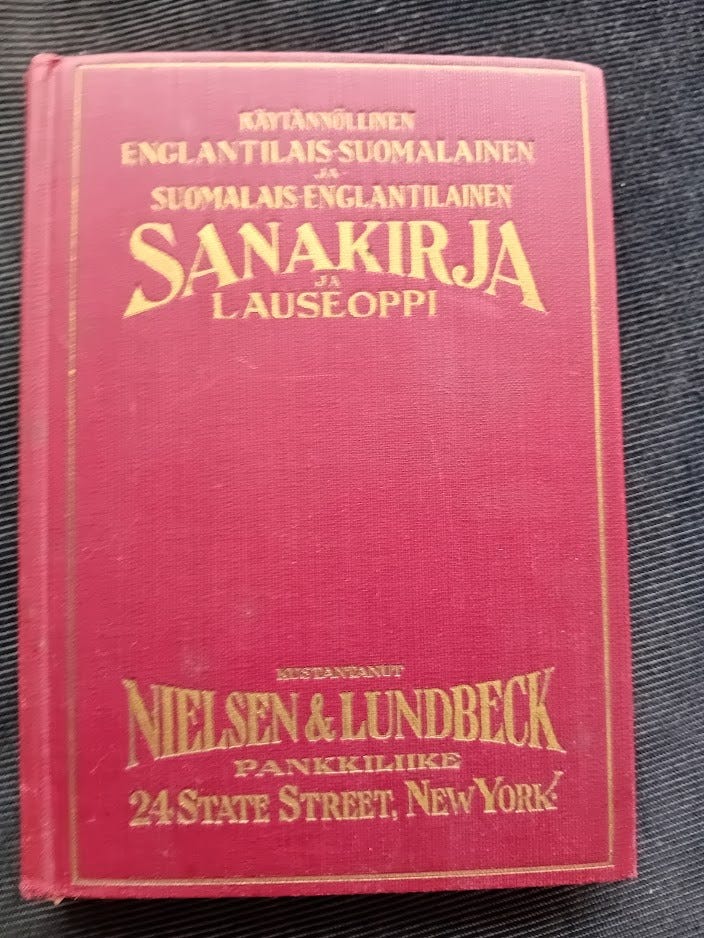 KÄYTÄNNÖLLINEN
ENGLANTILAIS-SUOMALAINEN
JA
SUOMALAIS-ENGLANTILAINEN
SANAKIRJA
JA
LAUSEOPPI
KUSTANTANUT
NIELSEN & LUNDBECK
PANKKILIIKE
24 STATE STREET, NEW YORK.